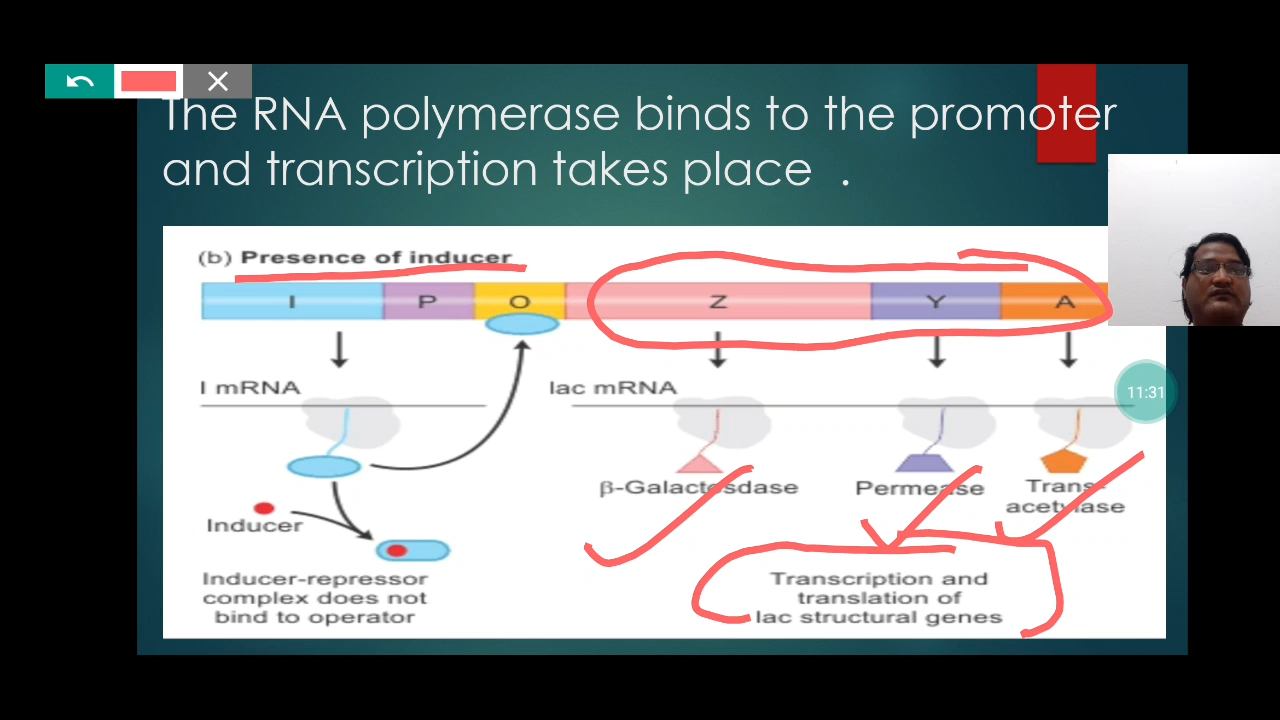 The RNA polymerase binds to the promoter
and transcription takes place .
(b) Presence of inducer
I P O Z Y A
I mRNA
lac mRNA
11:31
β-Galactosdase
Permease
Trans-
acetylase
Inducer
Inducer-repressor
complex does not
bind to operator
Transcription and
translation of
lac structural genes